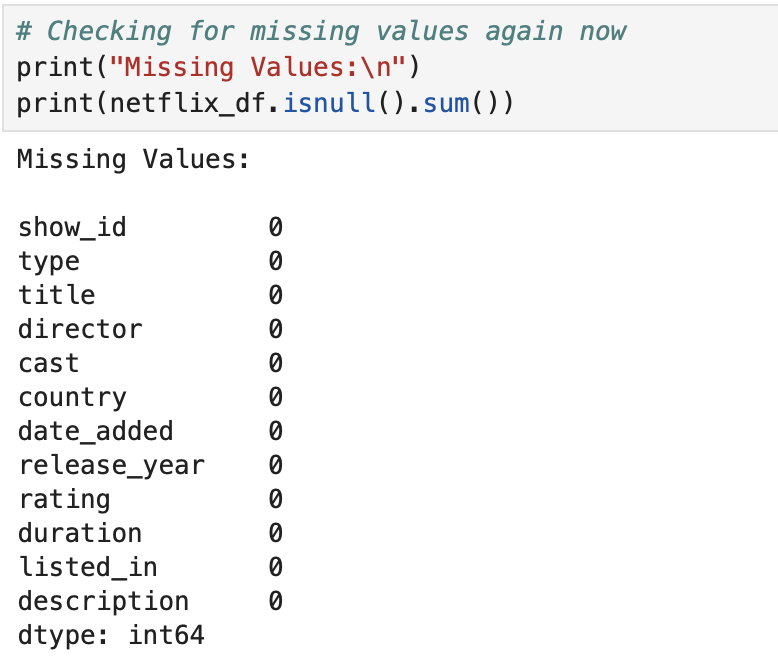 # Checking for missing values again now
print("Missing Values:\n")
print(netflix_df.isnull().sum())
Missing Values:

show_id         0
type            0
title           0
director        0
cast            0
country         0
date_added      0
release_year    0
rating          0
duration        0
listed_in       0
description     0
dtype: int64